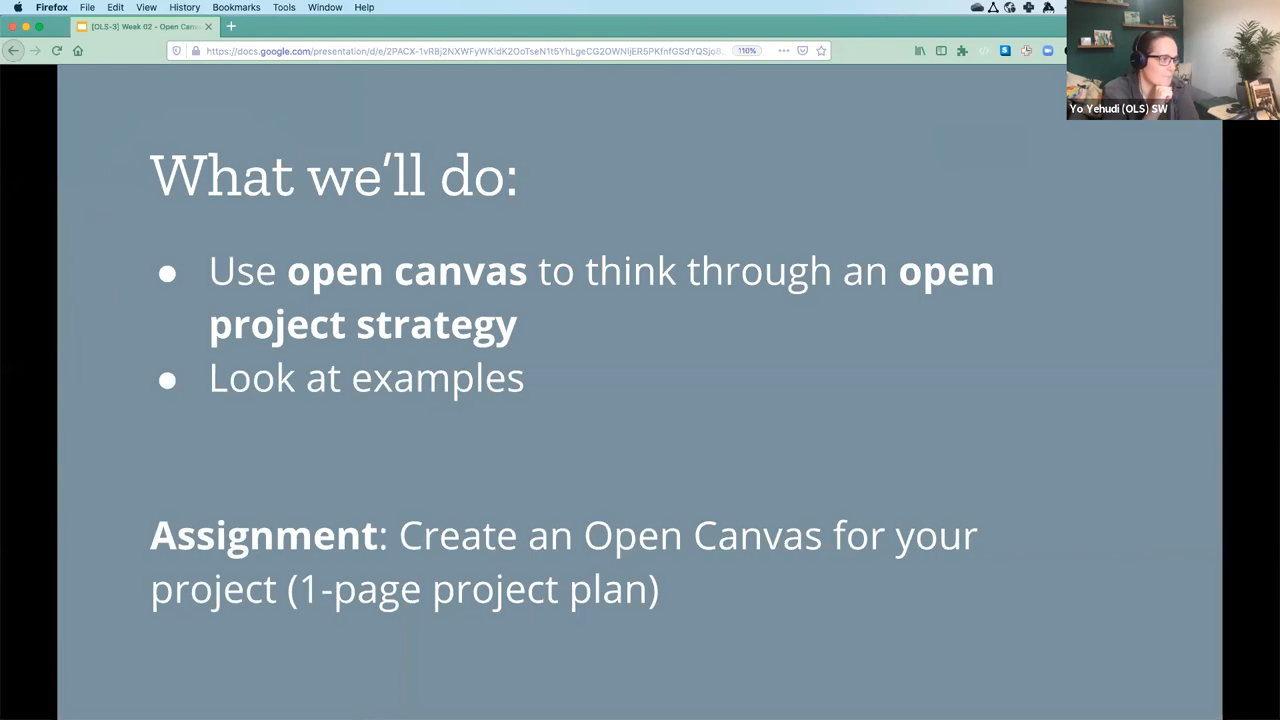 Firefox File Edit View History Bookmarks Tools Window Help
[OLS-3] Week 02 - Open Canv
110%
Yo Yehudi (OLS) SW
What we'll do:
● Use open canvas to think through an open
project strategy
● Look at examples
Assignment: Create an Open Canvas for your
project (1-page project plan)